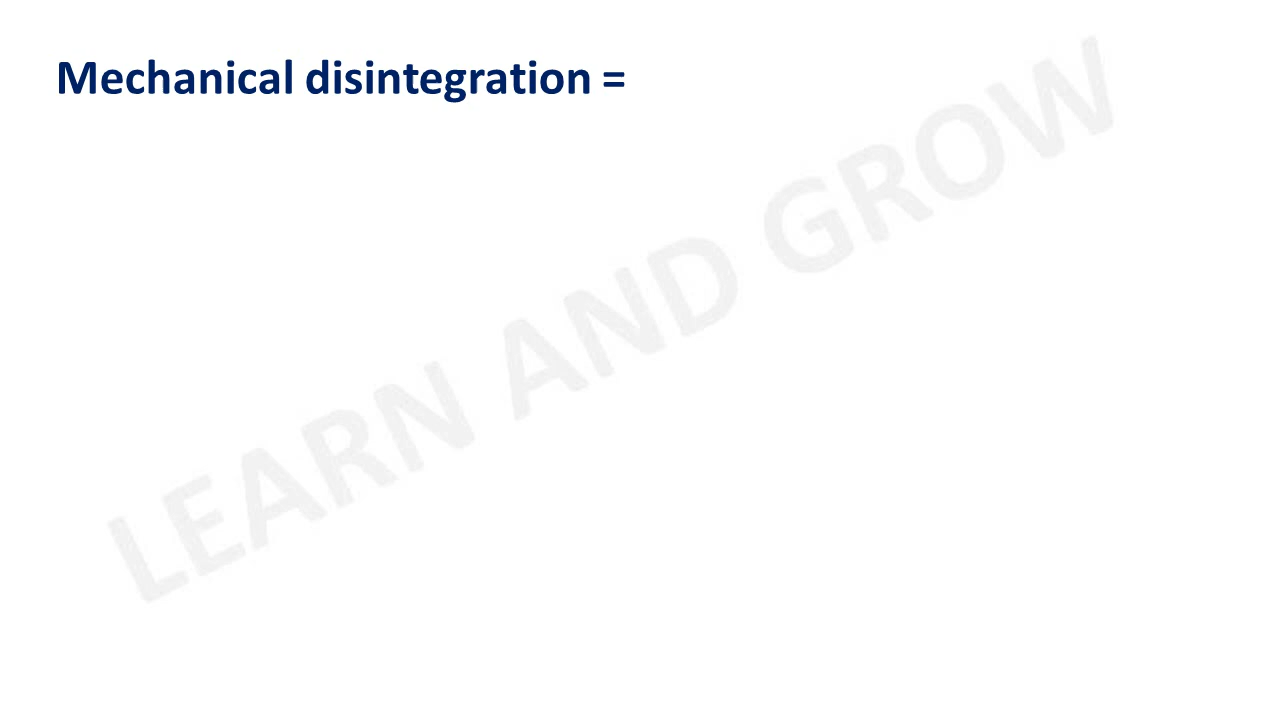 Mechanical disintegration =
LEARN AND GROW